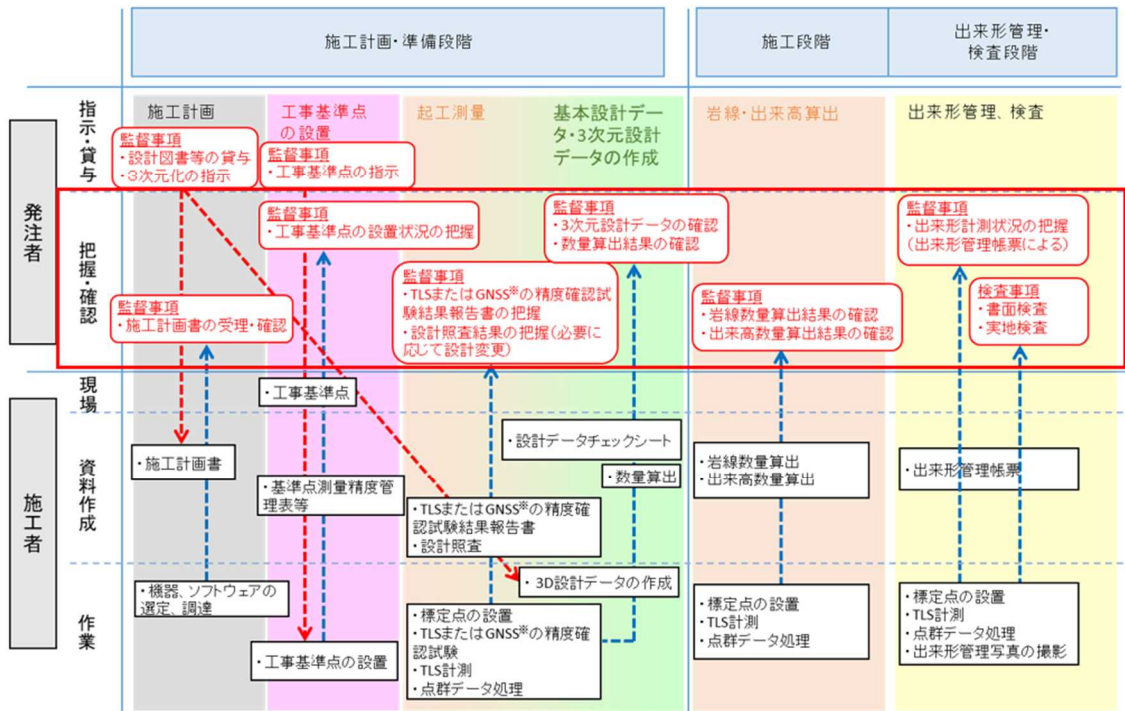 施工計画・準備段階
施工段階
出来形管理・
検査段階
発注者
指示・貸与
把握・確認
施工者
現場
資料作成
作業
施工計画
監督事項
・設計図書等の貸与
・3次元化の指示
監督事項
・施工計画書の受理・確認
・施工計画書
・機器、ソフトウェアの
選定、調達
工事基準点
の設置
監督事項
・工事基準点の指示
監督事項
・工事基準点の設置状況の把握
・工事基準点
・基準点測量精度管
理表等
・工事基準点の設置
起工測量
監督事項
・TLSまたはGNSS※の精度確認試
験結果報告書の把握
・設計照査結果の把握(必要に
応じて設計変更)
・TLSまたはGNSS※の精度確
認試験結果報告書
・設計照査
・標定点の設置
・TLSまたはGNSS※の精度確
認試験
・TLS計測
・点群データ処理
基本設計デー
タ・3次元設計
データの作成
監督事項
・3次元設計データの確認
・数量算出結果の確認
・設計データチェックシート
・数量算出
・3D設計データの作成
岩線・出来高算出
監督事項
・岩線数量算出結果の確認
・出来高数量算出結果の確認
・岩線数量算出
・出来高数量算出
・標定点の設置
・TLS計測
・点群データ処理
出来形管理、検査
監督事項
・出来形計測状況の把握
(出来形管理帳票による)
検査事項
・書面検査
・実地検査
・出来形管理帳票
・標定点の設置
・TLS計測
・点群データ処理
・出来形管理写真の撮影